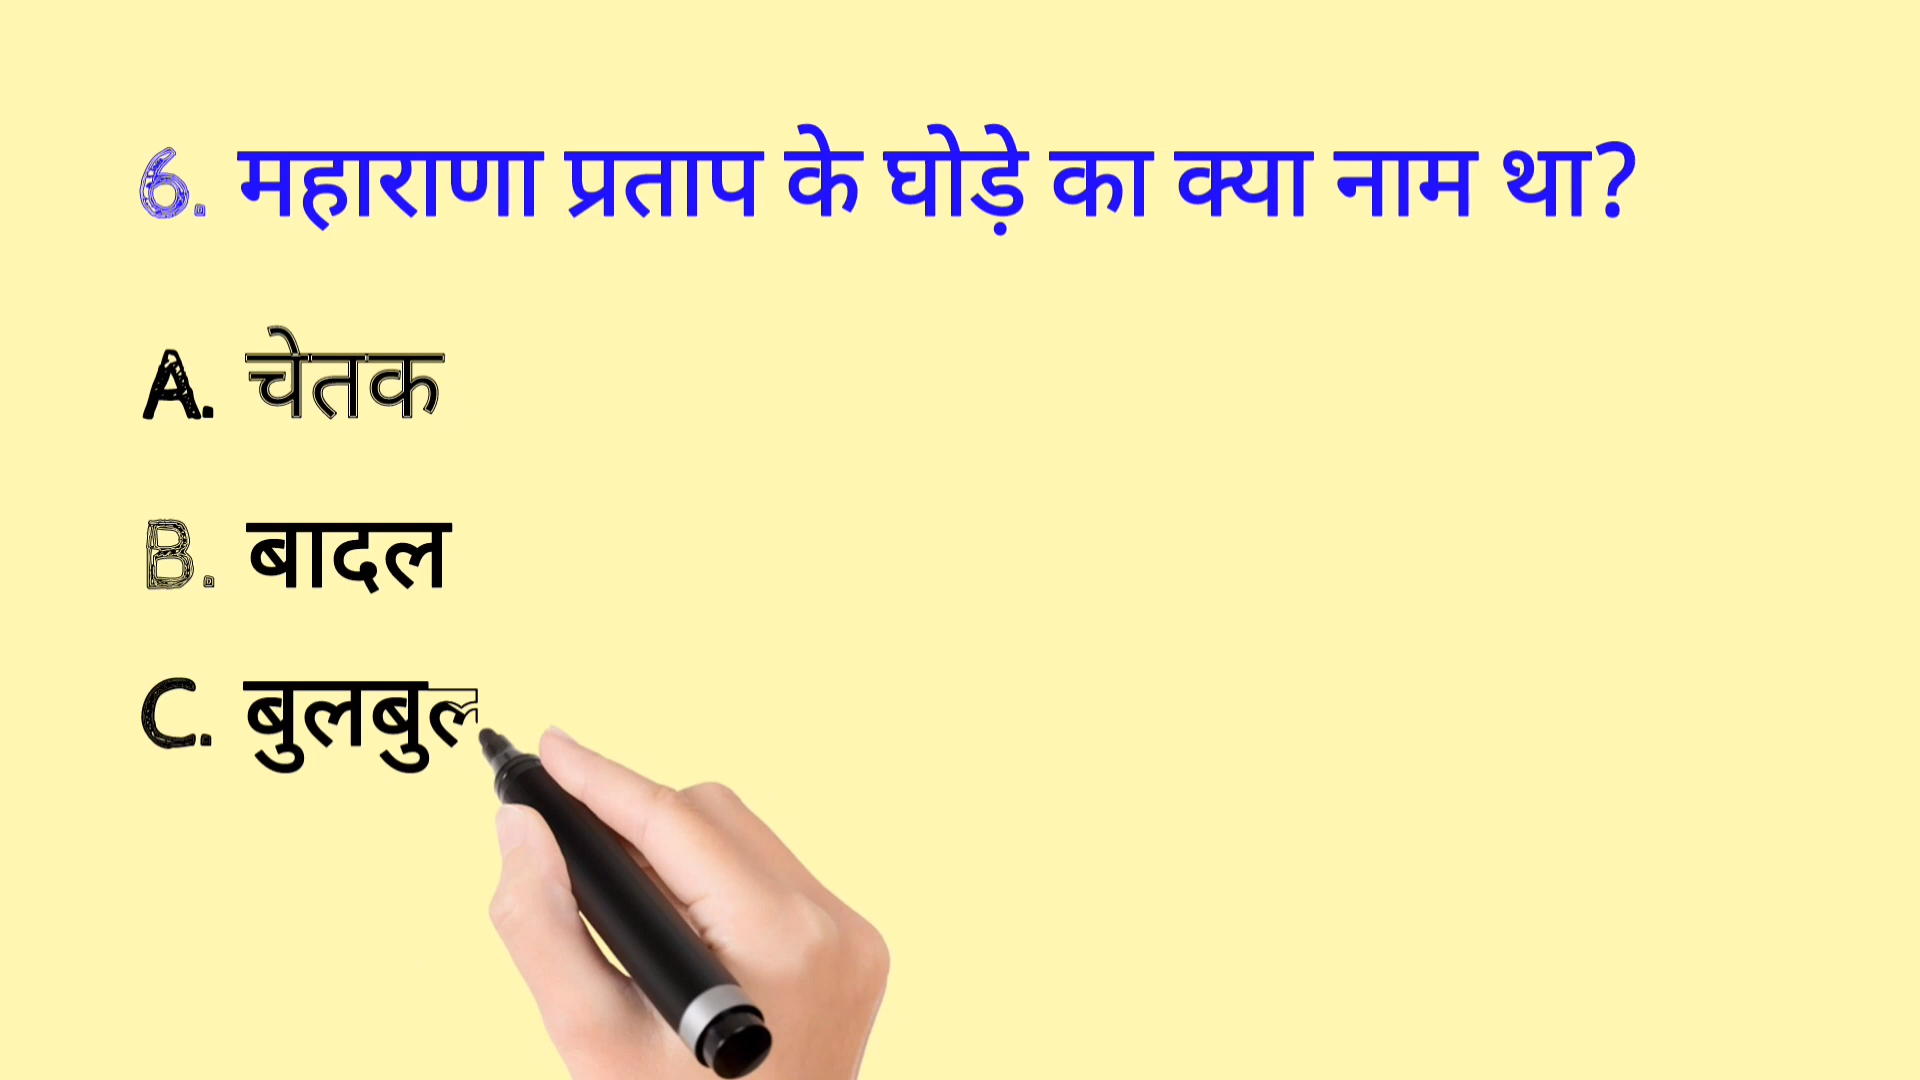 6. महाराणा प्रताप के घोड़े का क्या नाम था?
A. चेतक
B. बादल
C. बुलबुल